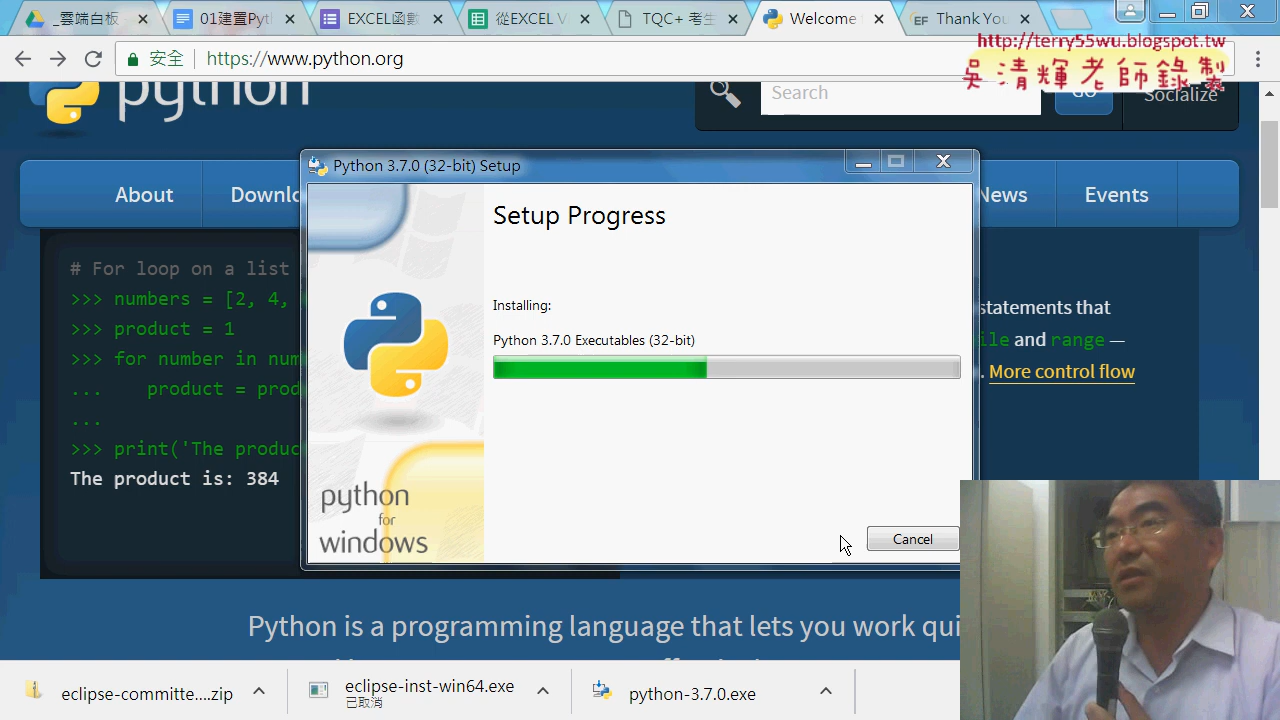 _雲端白板
01建置Pyt
EXCEL函數
從EXCEL V
TQC+ 考生
Welcome
Thank You
http://terry55wu.blogspot.tw
吳清輝老師錄製
安全
https://www.python.org
python
Search
GO
Socialize
About
Downlo
News
Events
Python 3.7.0 (32-bit) Setup
Setup Progress
Installing:
Python 3.7.0 Executables (32-bit)
Cancel
python
for
windows
# For loop on a list
>>> numbers = [2, 4,
>>> product = 1
>>> for number in num
... product = prod
...
>>> print('The produc
The product is: 384
statements that
ile and range —
. More control flow
Python is a programming language that lets you work qui
eclipse-committe....zip
eclipse-inst-win64.exe
已取消
python-3.7.0.exe